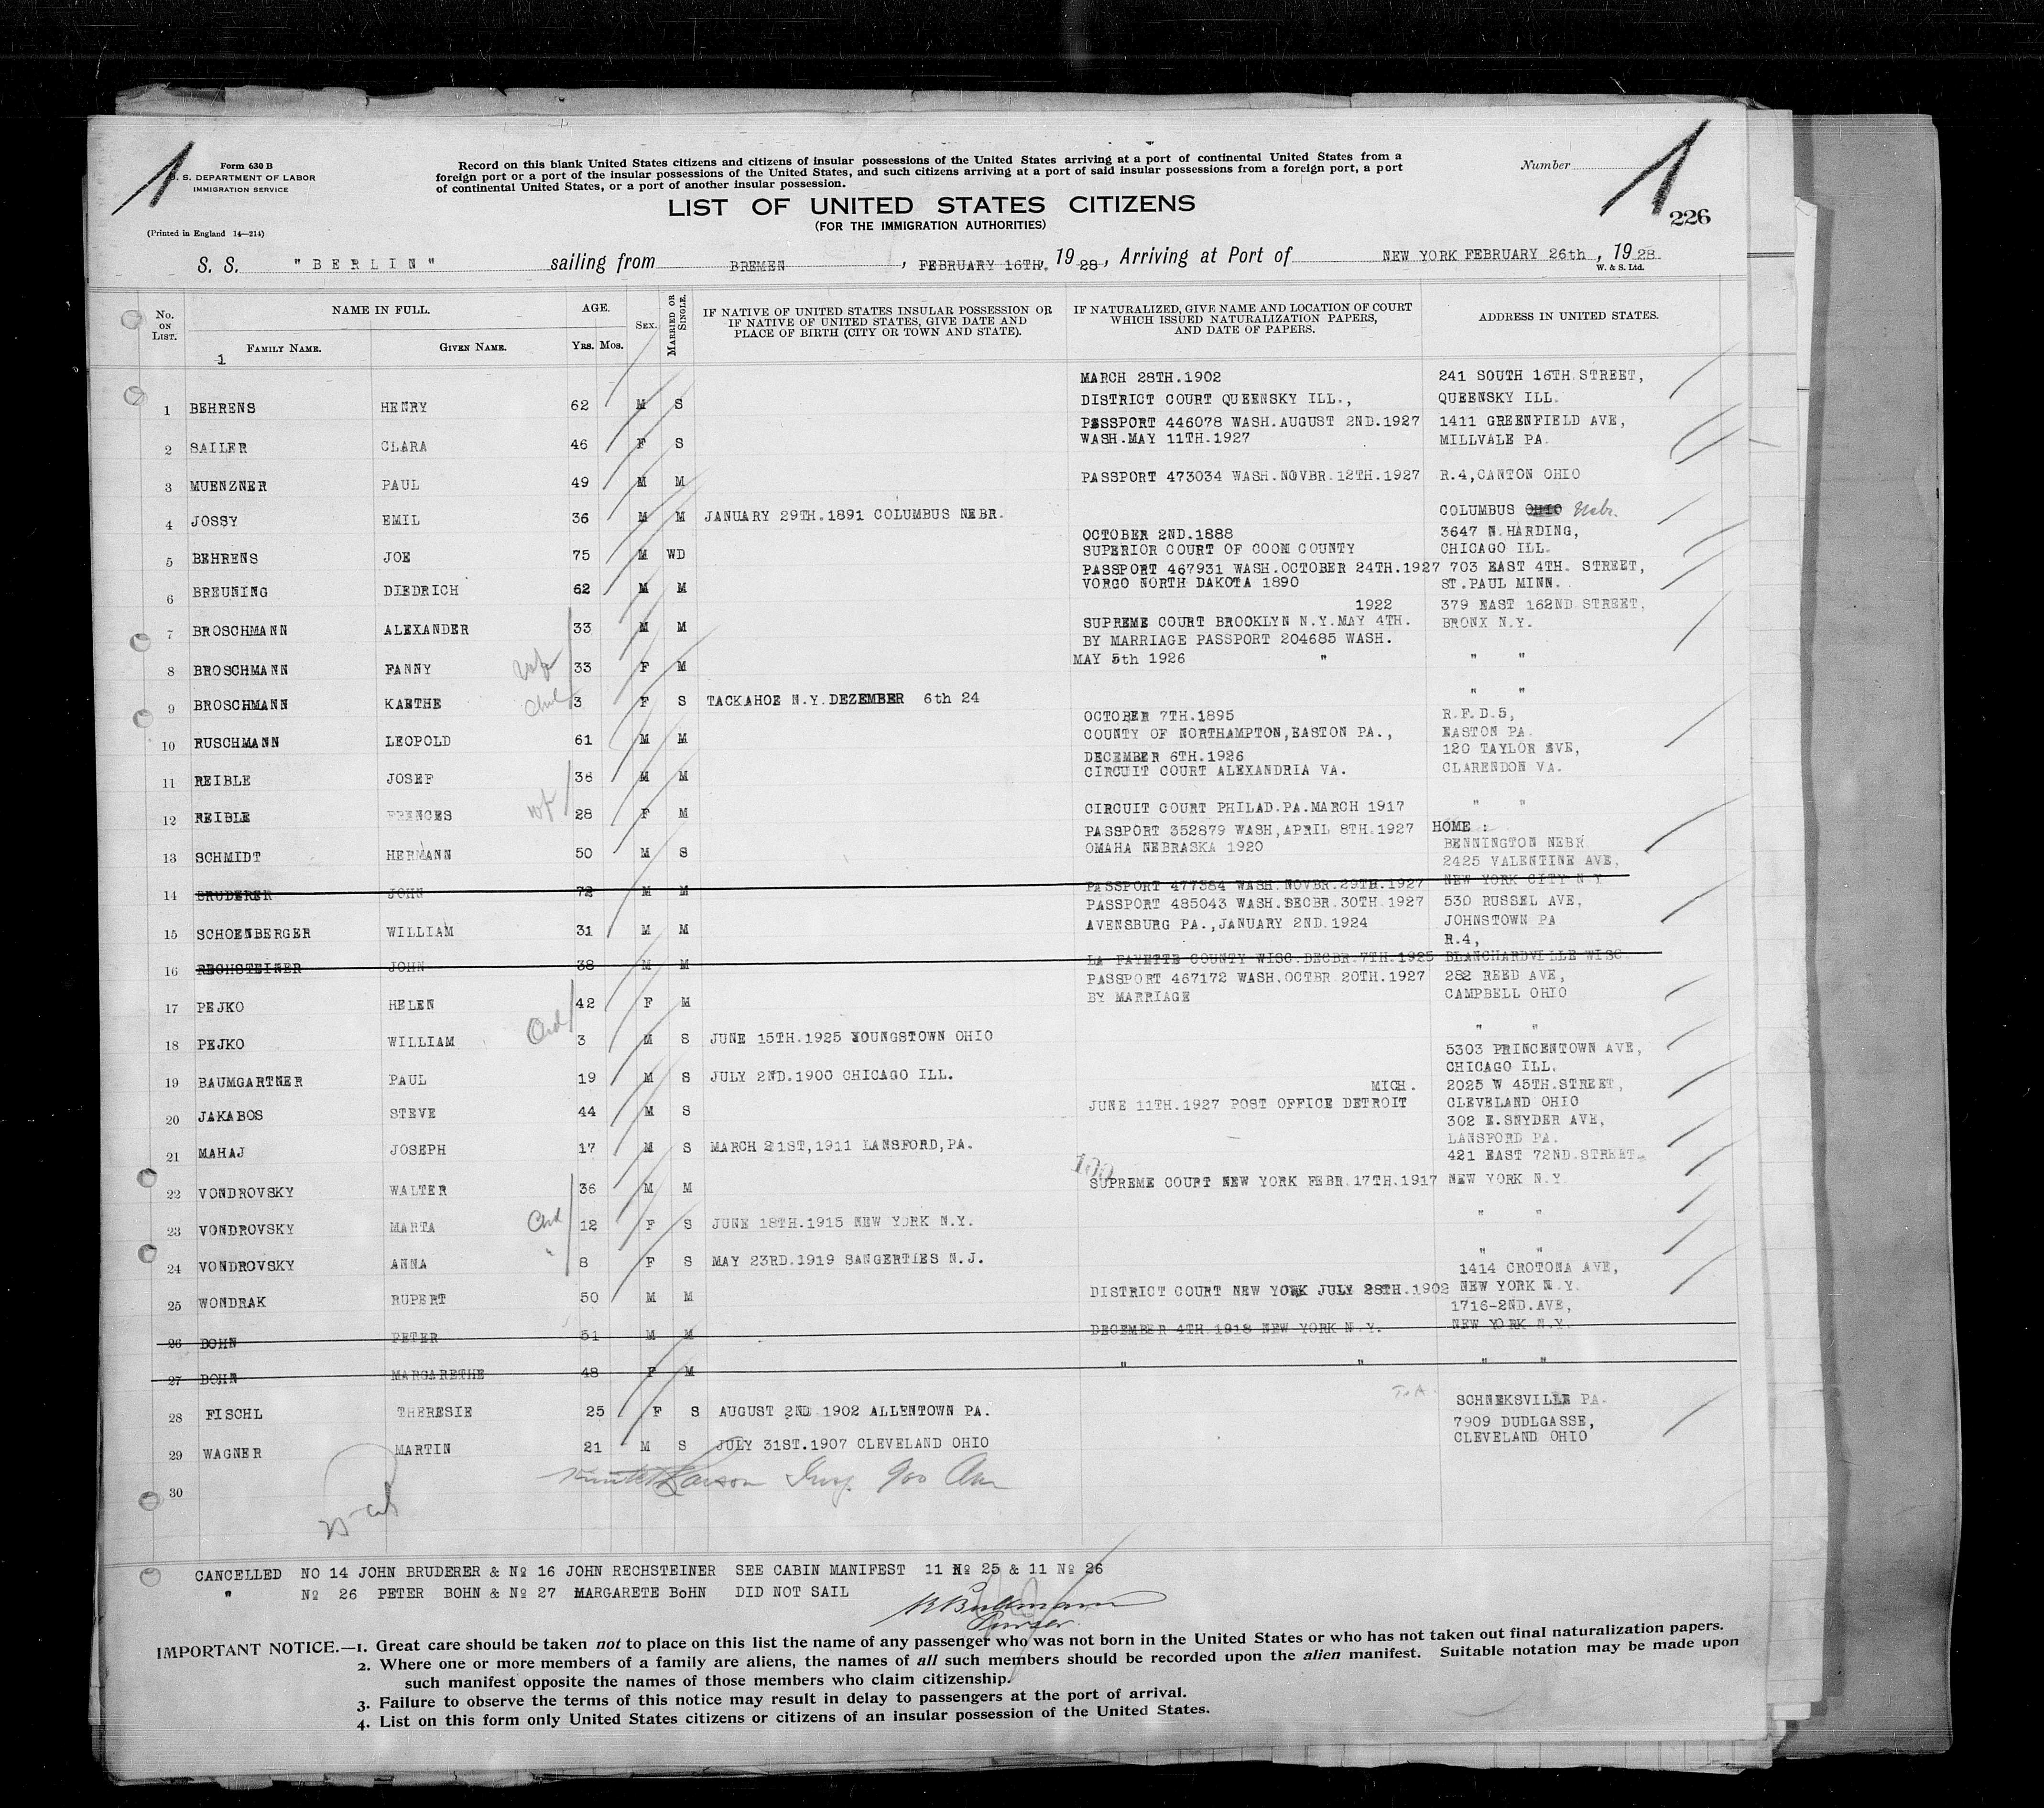 Form 630 B
U. S. DEPARTMENT OF LABOR
IMMIGRATION SERVICE
(Printed in England 14—214)
Record on this blank United States citizens and citizens of insular possessions of the United States arriving at a port of continental United States from a
foreign port or a port of the insular possessions of the United States, and such citizens arriving at a port of said insular possessions from a foreign port, a port
of continental United States, or a port of another insular possession.
Number
1
1
226
LIST OF UNITED STATES CITIZENS
(FOR THE IMMIGRATION AUTHORITIES)
S. S. "BERLIN" sailing from BREMEN, FEBRUARY 16TH. 1928, Arriving at Port of NEW YORK FEBRUARY 26th, 1928.
W. & S. Ltd.
No. ON LIST. NAME IN FULL. AGE. SEX. MARRIED OR SINGLE. IF NATIVE OF UNITED STATES INSULAR POSSESSION OR IF NATIVE OF UNITED STATES, GIVE DATE AND PLACE OF BIRTH (CITY OR TOWN AND STATE). IF NATURALIZED, GIVE NAME AND LOCATION OF COURT WHICH ISSUED NATURALIZATION PAPERS, AND DATE OF PAPERS. ADDRESS IN UNITED STATES.
FAMILY NAME. GIVEN NAME. YRS. MOS.
1
MARCH 28TH.1902 241 SOUTH 16TH STREET,
1 BEHRENS HENRY 62 M S DISTRICT COURT QUEENSKY ILL., QUEENSKY ILL.
PASSPORT 446078 WASH.AUGUST 2ND.1927 1411 GREENFIELD AVE,
2 SAILER CLARA 46 F S WASH.MAY 11TH.1927 MILLVALE PA.
3 MUENZNER PAUL 49 M M PASSPORT 473034 WASH.NOVBR.12TH.1927 R.4,CANTON OHIO
4 JOSSY EMIL 36 M M JANUARY 29TH.1891 COLUMBUS NEBR. COLUMBUS OHIO Nebr.
OCTOBER 2ND.1888 3647 N.HARDING,
5 BEHRENS JOE 75 M WD SUPERIOR COURT OF COOM COUNTY CHICAGO ILL.
PASSPORT 467931 WASH.OCTOBER 24TH.1927 703 EAST 4TH. STREET,
6 BREUNING DIEDRICH 62 M M VORGO NORTH DAKOTA 1890 ST.PAUL MINN.
1922 379 EAST 162ND STREET,
7 BROSCHMANN ALEXANDER 33 M M SUPREME COURT BROOKLYN N.Y.MAY 4TH. BRONX N.Y.
BY MARRIAGE PASSPORT 204685 WASH.
8 BROSCHMANN FANNY wf 33 F M MAY 5th 1926 " " "
9 BROSCHMANN KAETHE 3 F S TACKAHOE N.Y.DEZEMBER 6th 24 " "
OCTOBER 7TH.1895 R.F.D.5,
10 RUSCHMANN LEOPOLD 61 M M COUNTY OF NORTHAMPTON,EASTON PA., EASTON PA.
DECEMBER 6TH.1926 120 TAYLOR EVE,
11 REIBLE JOSEF 36 M M CIRCUIT COURT ALEXANDRIA VA. CLARENDON VA.
12 REIBLE FRENCES wf 28 F M CIRCUIT COURT PHILAD.PA.MARCH 1917 " "
PASSPORT 352879 WASH,APRIL 8TH.1927 HOME :
13 SCHMIDT HERMANN 50 M S OMAHA NEBRASKA 1920 BENNINGTON NEBR
2425 VALENTINE AVE,
14 BRUDERER JOHN 72 M M PASSPORT 477384 WASH.NOVBR.29TH.1927 NEW YORK CITY N Y
PASSPORT 485043 WASH.DECBR.30TH.1927 530 RUSSEL AVE,
15 SCHOENBERGER WILLIAM 31 M M AVENSBURG PA.,JANUARY 2ND.1924 JOHNSTOWN PA
R.4,
16 RECHSTEINER JOHN 38 M M LA FAYETTE COUNTY WISC.DECBR.7TH.1925 BLANCHARDVILLE WISC
PASSPORT 467172 WASH.OCTBR.20TH.1927 282 REED AVE,
17 PEJKO HELEN 42 F M BY MARRIAGE CAMPBELL OHIO
18 PEJKO WILLIAM 3 M S JUNE 15TH.1925 YOUNGSTOWN OHIO " "
5303 PRINCENTOWN AVE,
19 BAUMGARTNER PAUL 19 M S JULY 2ND.1900 CHICAGO ILL. CHICAGO ILL.
MICH. 2025 W 45TH.STREET,
20 JAKABOS STEVE 44 M S JUNE 11TH.1927 POST OFFICE DETROIT CLEVELAND OHIO
302 E.SNYDER AVE,
21 MAHAJ JOSEPH 17 M S MARCH 21ST,1911 LANSFORD,PA. LANSFORD PA.
421 EAST 72ND.STREET.
22 VONDROVSKY WALTER 36 M M SUPREME COURT NEW YORK FEBR.17TH.1917 NEW YORK N.Y.
23 VONDROVSKY MARTA Chd 12 F S JUNE 18TH.1915 NEW YORK N.Y. " "
24 VONDROVSKY ANNA " 8 F S MAY 23RD.1919 SANGERTIES N.J. " "
1414 CROTONA AVE,
25 WONDRAK RUPERT 50 M M DISTRICT COURT NEW YORK JULY 28TH.1902 NEW YORK N.Y.
1716-2ND.AVE,
26 BOHN PETER 51 M M DECEMBER 4TH.1918 NEW YORK N.Y. NEW YORK N.Y.
27 BOHN MARGARETHE 48 F M " " " "
28 FISCHL THERESIE 25 F S AUGUST 2ND 1902 ALLENTOWN PA. T.A. SCHNEKSVILLE PA.
7909 DUDLGASSE,
29 WAGNER MARTIN 21 M S JULY 31ST.1907 CLEVELAND OHIO CLEVELAND OHIO
Larson Insp. 900 Am
30
CANCELLED NO 14 JOHN BRUDERER & No 16 JOHN RECHSTEINER SEE CABIN MANIFEST 11 No 25 & 11 No 26
" No 26 PETER BOHN & No 27 MARGARETE BoHN DID NOT SAIL
Purser.
IMPORTANT NOTICE.—1. Great care should be taken not to place on this list the name of any passenger who was not born in the United States or who has not taken out final naturalization papers.
2. Where one or more members of a family are aliens, the names of all such members should be recorded upon the alien manifest. Suitable notation may be made upon
such manifest opposite the names of those members who claim citizenship.
3. Failure to observe the terms of this notice may result in delay to passengers at the port of arrival.
4. List on this form only United States citizens or citizens of an insular possession of the United States.